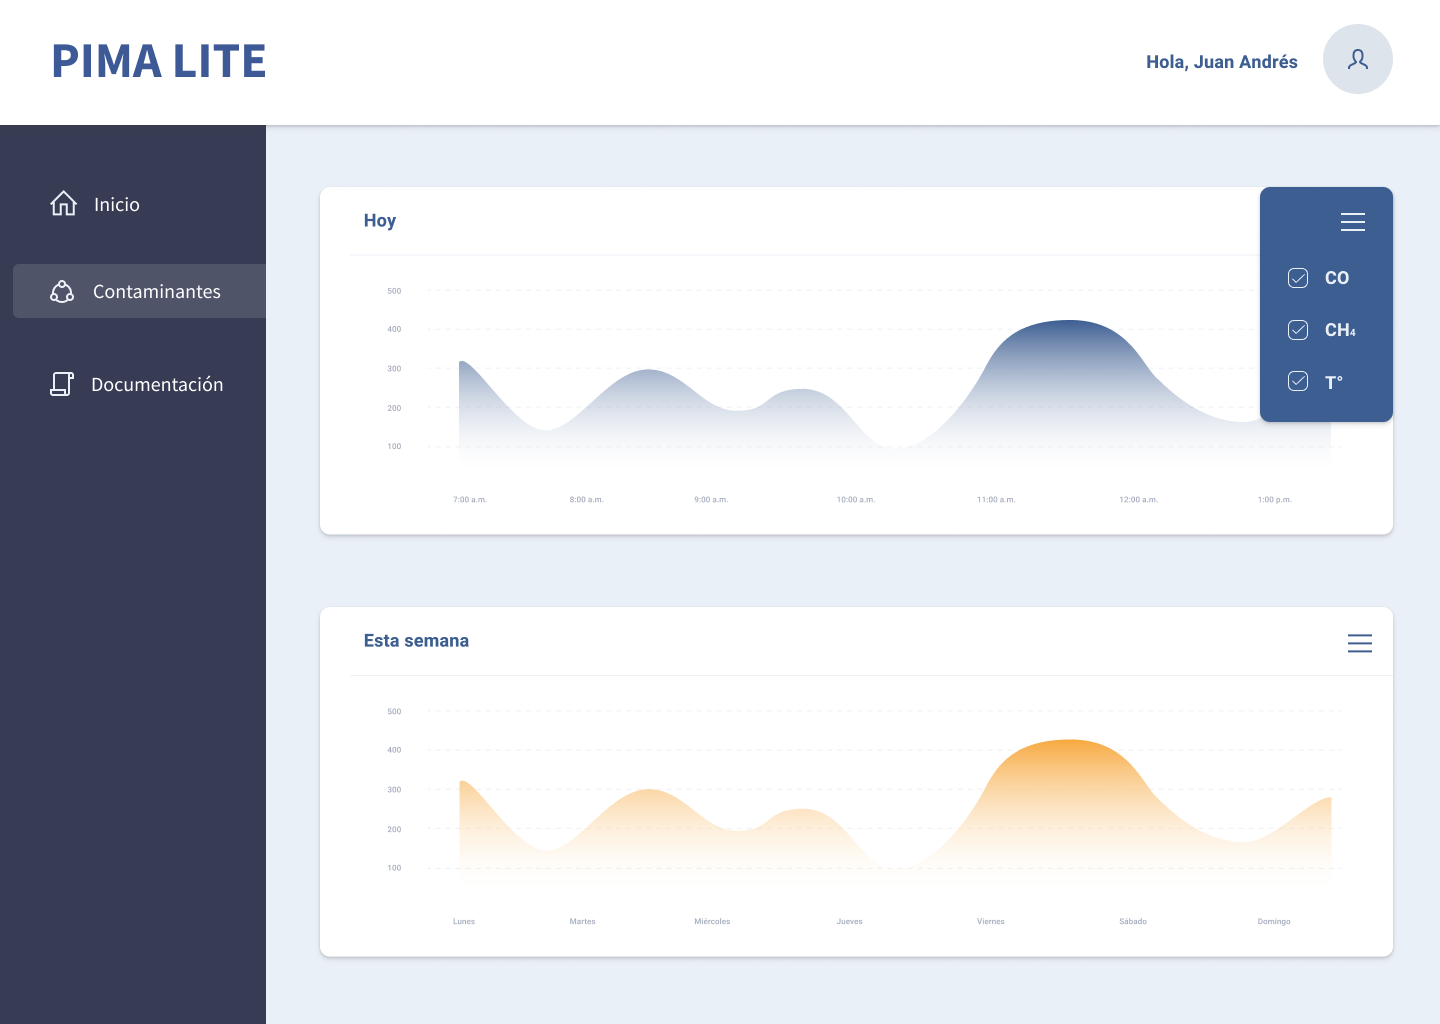 PIMA LITE
Hola, Juan Andrés
Inicio
Contaminantes
Documentación
Hoy
CO
CH₄
T°
500
400
300
200
100
7:00 a.m. 8:00 a.m. 9:00 a.m. 10:00 a.m. 11:00 a.m. 12:00 a.m. 1:00 p.m.
Esta semana
500
400
300
200
100
Lunes Martes Miércoles Jueves Viernes Sábado Domingo